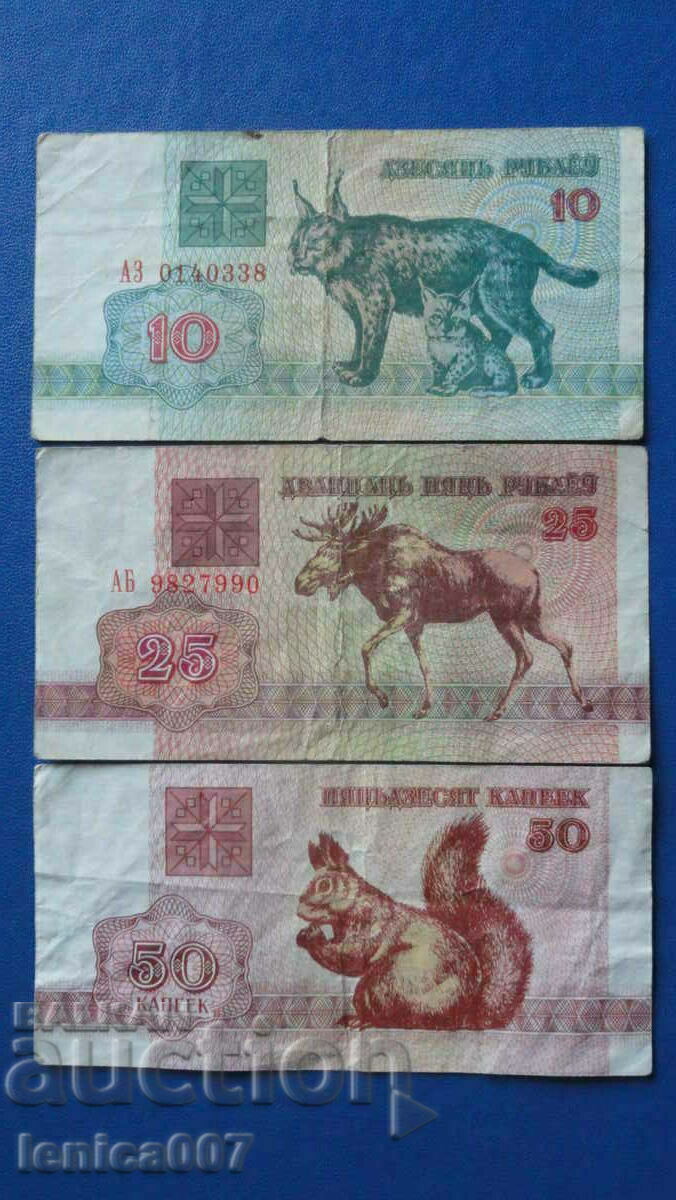 ДЗЕСЯЦЬ РУБЛЁЎ
10
АЗ 0140338
10
ДВАЦЦАЦЬ ПЯЦЬ РУБЛЁЎ
25
АБ 9827990
25
ПЯЦЬДЗЕСЯТ КАПЕЕК
50
50
КАПЕЕК
BALKAN
auction
lenica007